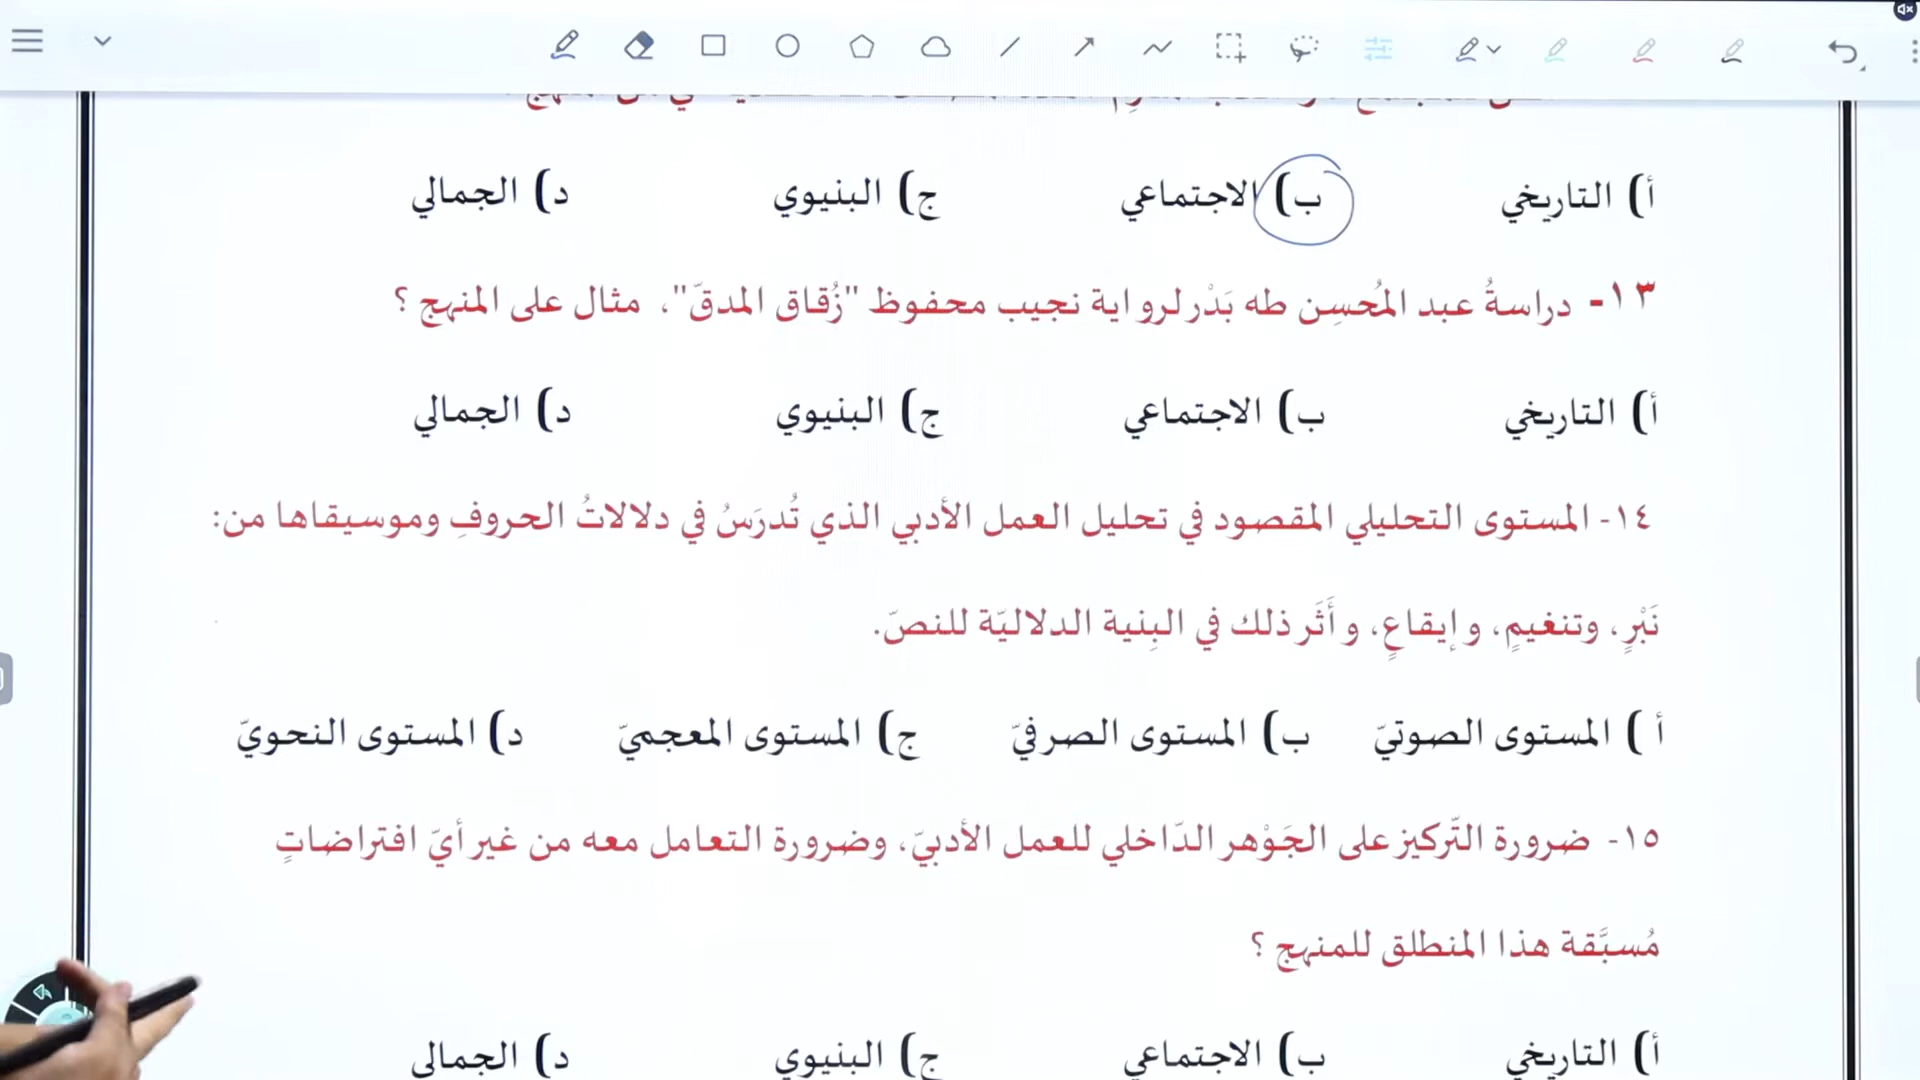 أ) التاريخي ب) الاجتماعي ج) البنيوي د) الجمالي
١٣- دراسةُ عبد المُحسِن طه بَدْر لرواية نجيب محفوظ "زُقاق المدقّ"، مثال على المنهج ؟
أ) التاريخي ب) الاجتماعي ج) البنيوي د) الجمالي
١٤- المستوى التحليلي المقصود في تحليل العمل الأدبي الذي تُدرَسُ في دلالاتُ الحروفِ وموسيقاها من:
نَبْرٍ، وتنغيمٍ، وإيقاعٍ، وأَثَر ذلك في البِنية الدلاليّة للنصّ.
أ ) المستوى الصوتيّ ب) المستوى الصرفيّ ج) المستوى المعجميّ د) المستوى النحويّ
١٥- ضرورة التّركيز على الجَوْهر الدّاخلي للعمل الأدبيّ، وضرورة التعامل معه من غير أيّ افتراضاتٍ
مُسبَّقة هذا المنطلق للمنهج ؟
أ) التاريخي ب) الاجتماعي ج) البنيوي د) الجمالي